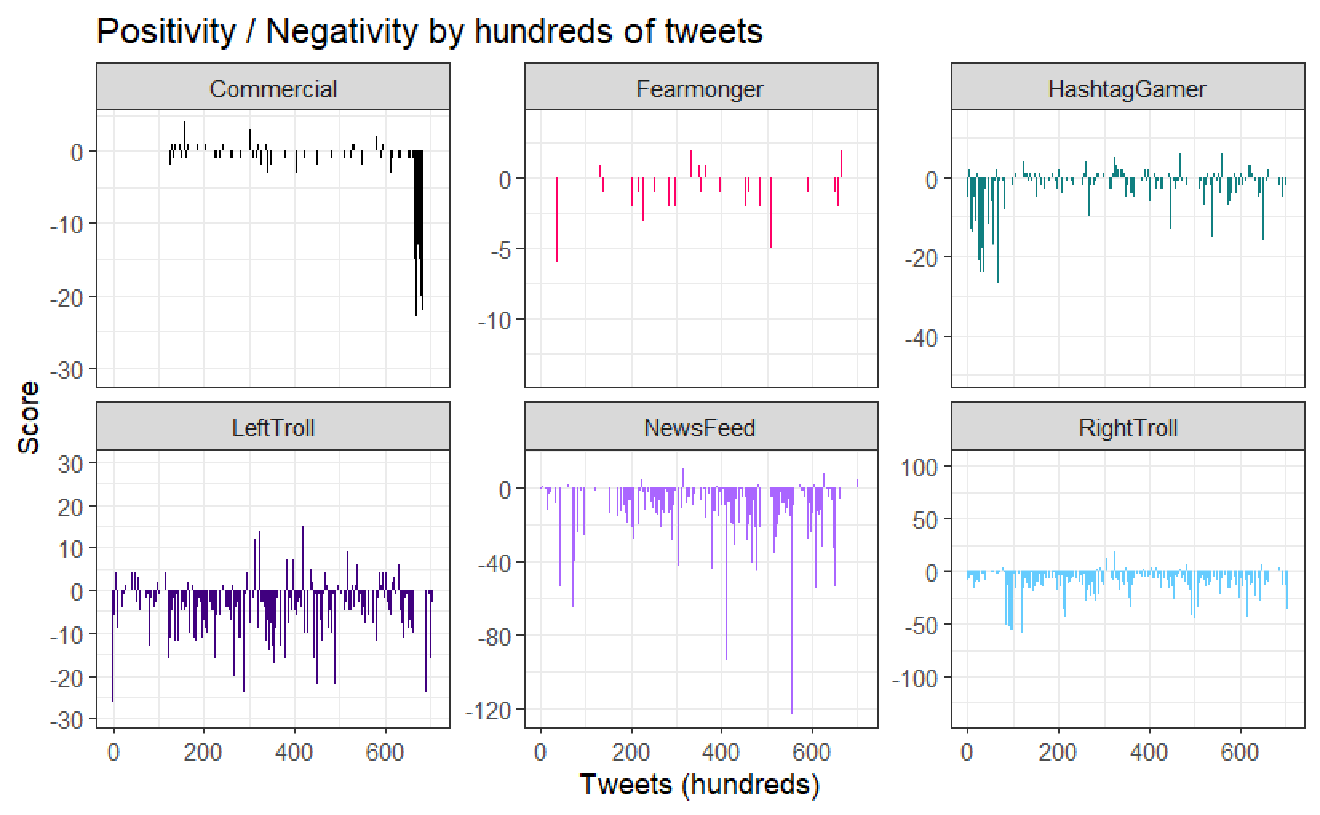 Positivity / Negativity by hundreds of tweets
Commercial
Fearmonger
HashtagGamer
0
-10
-20
-30
0
-5
-10
0
-20
-40
Score
LeftTroll
NewsFeed
RightTroll
30
20
10
0
-10
-20
-30
0
-40
-80
-120
100
50
0
-50
-100
0 200 400 600
0 200 400 600
0 200 400 600
Tweets (hundreds)